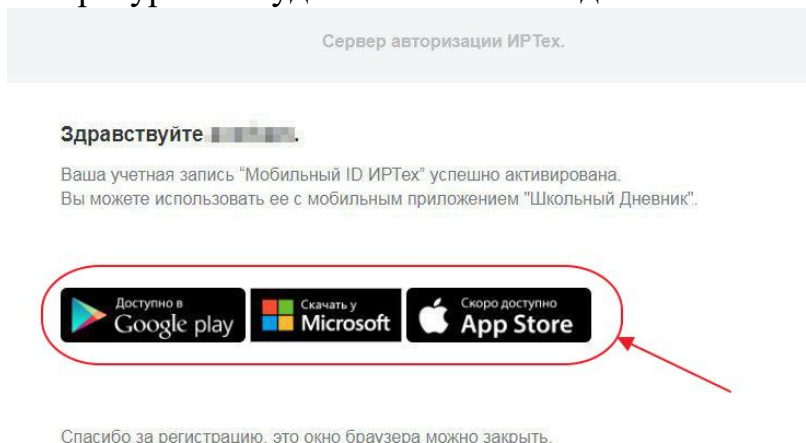 Сервер авторизации ИРТех.
Здравствуйте
Ваша учетная запись “Мобильный ID ИРТех” успешно активирована.
Вы можете использовать ее с мобильным приложением "Школьный Дневник".
Доступно в
Google play
Скачать у
Microsoft
Скоро доступно
App Store
Спасибо за регистрацию, это окно браузера можно закрыть.